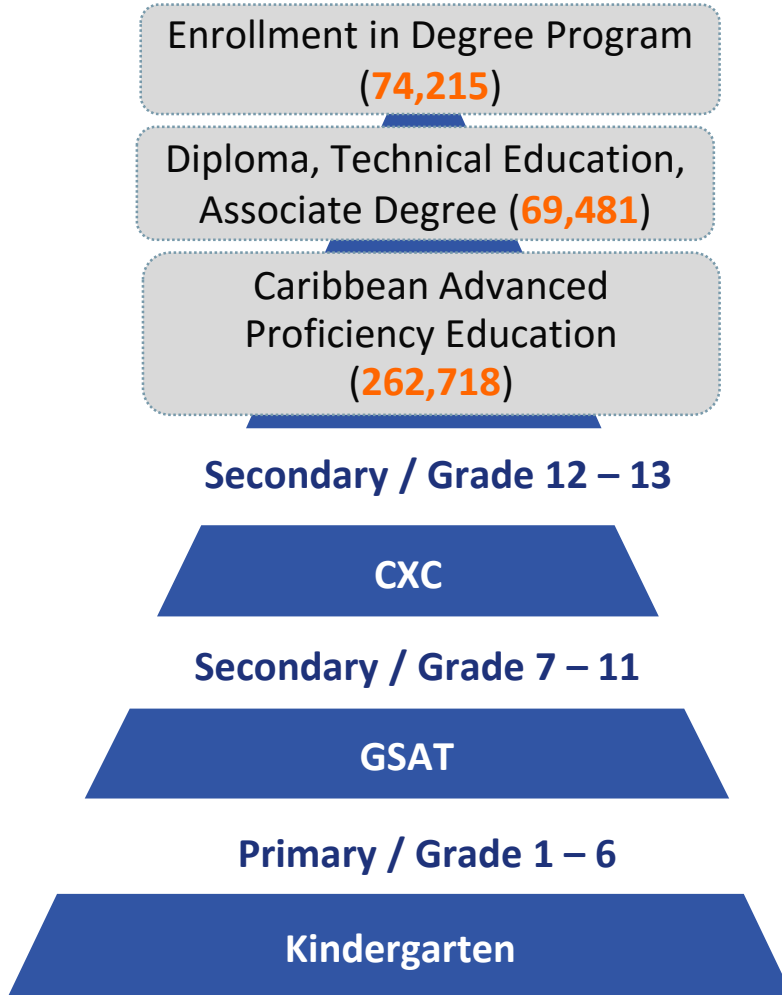 Enrollment in Degree Program
(74,215)
Diploma, Technical Education,
Associate Degree (69,481)
Caribbean Advanced
Proficiency Education
(262,718)
Secondary / Grade 12 – 13
CXC
Secondary / Grade 7 – 11
GSAT
Primary / Grade 1 – 6
Kindergarten